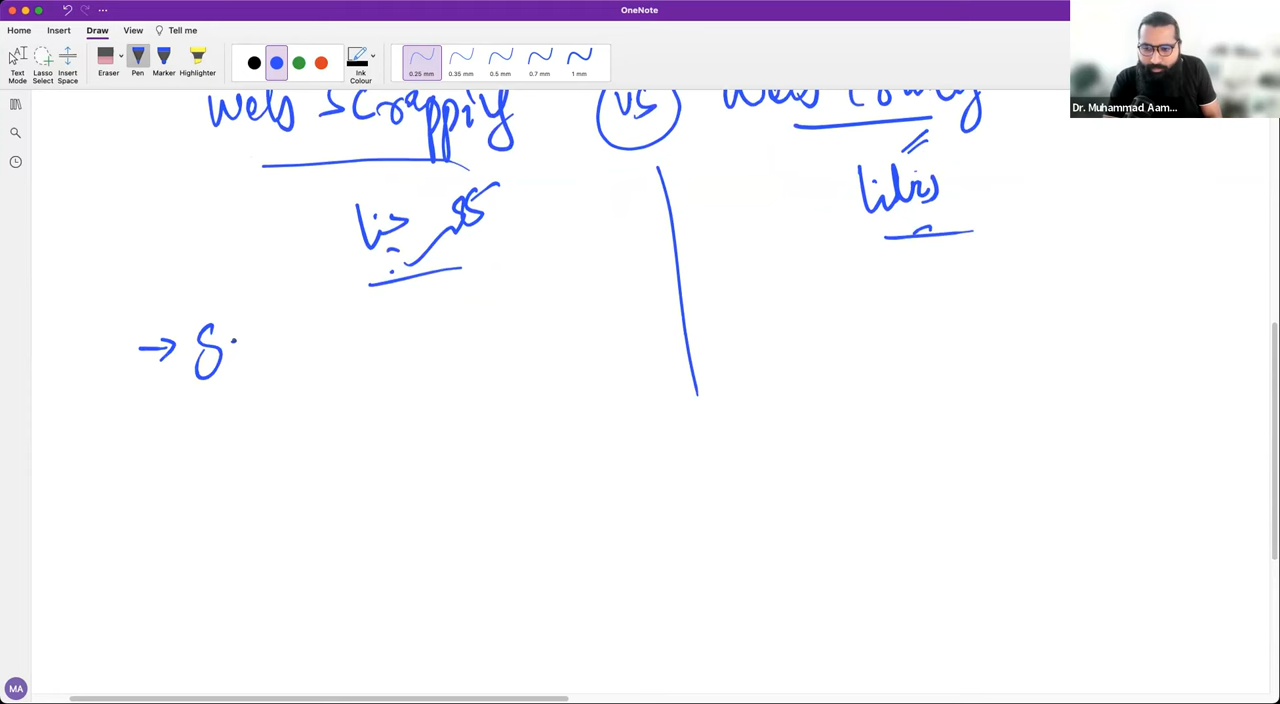 OneNote
Home Insert Draw View Tell me
Text Mode Lasso Select Insert Space Eraser Pen Marker Highlighter Ink Colour 0.25 mm 0.35 mm 0.5 mm 0.7 mm 1 mm
Dr. Muhammad Aam...
Web Scrappiy VS Web
→ S
MA